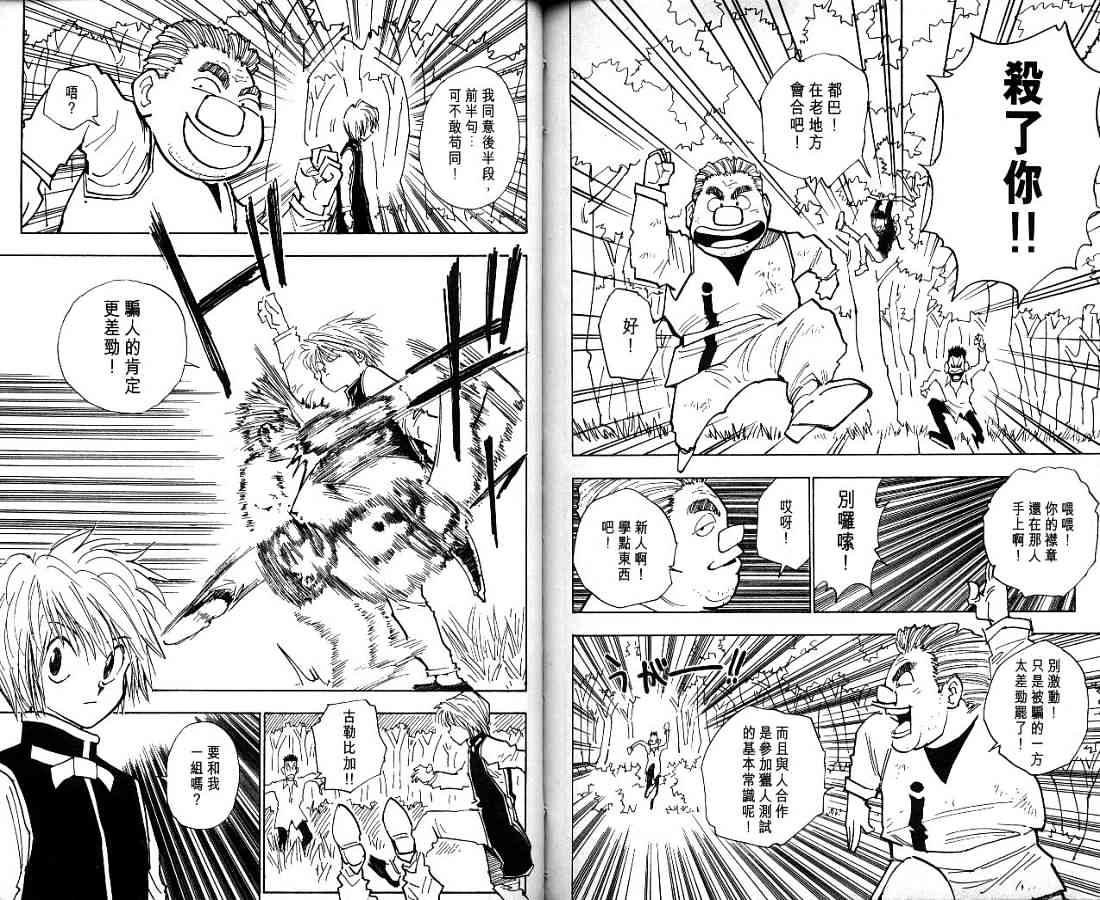 殺了你!!
都巴!
在老地方
會合吧!
好!
喂喂!
你的襟章
還在那人
手上啊!
別囉嗦!
哎呀!
新人啊!
學點東西
吧!
別激動!
只是被騙的一方
太差勁罷了!
うがー!!
而且與人合作
是參加獵人測試
的基本常識呢!
我同意後半段,
前半句…
可不敢苟同!
唔?
ドドッ
騙人的肯定
更差勁!
古勒比加!!
要和我
一組嗎?